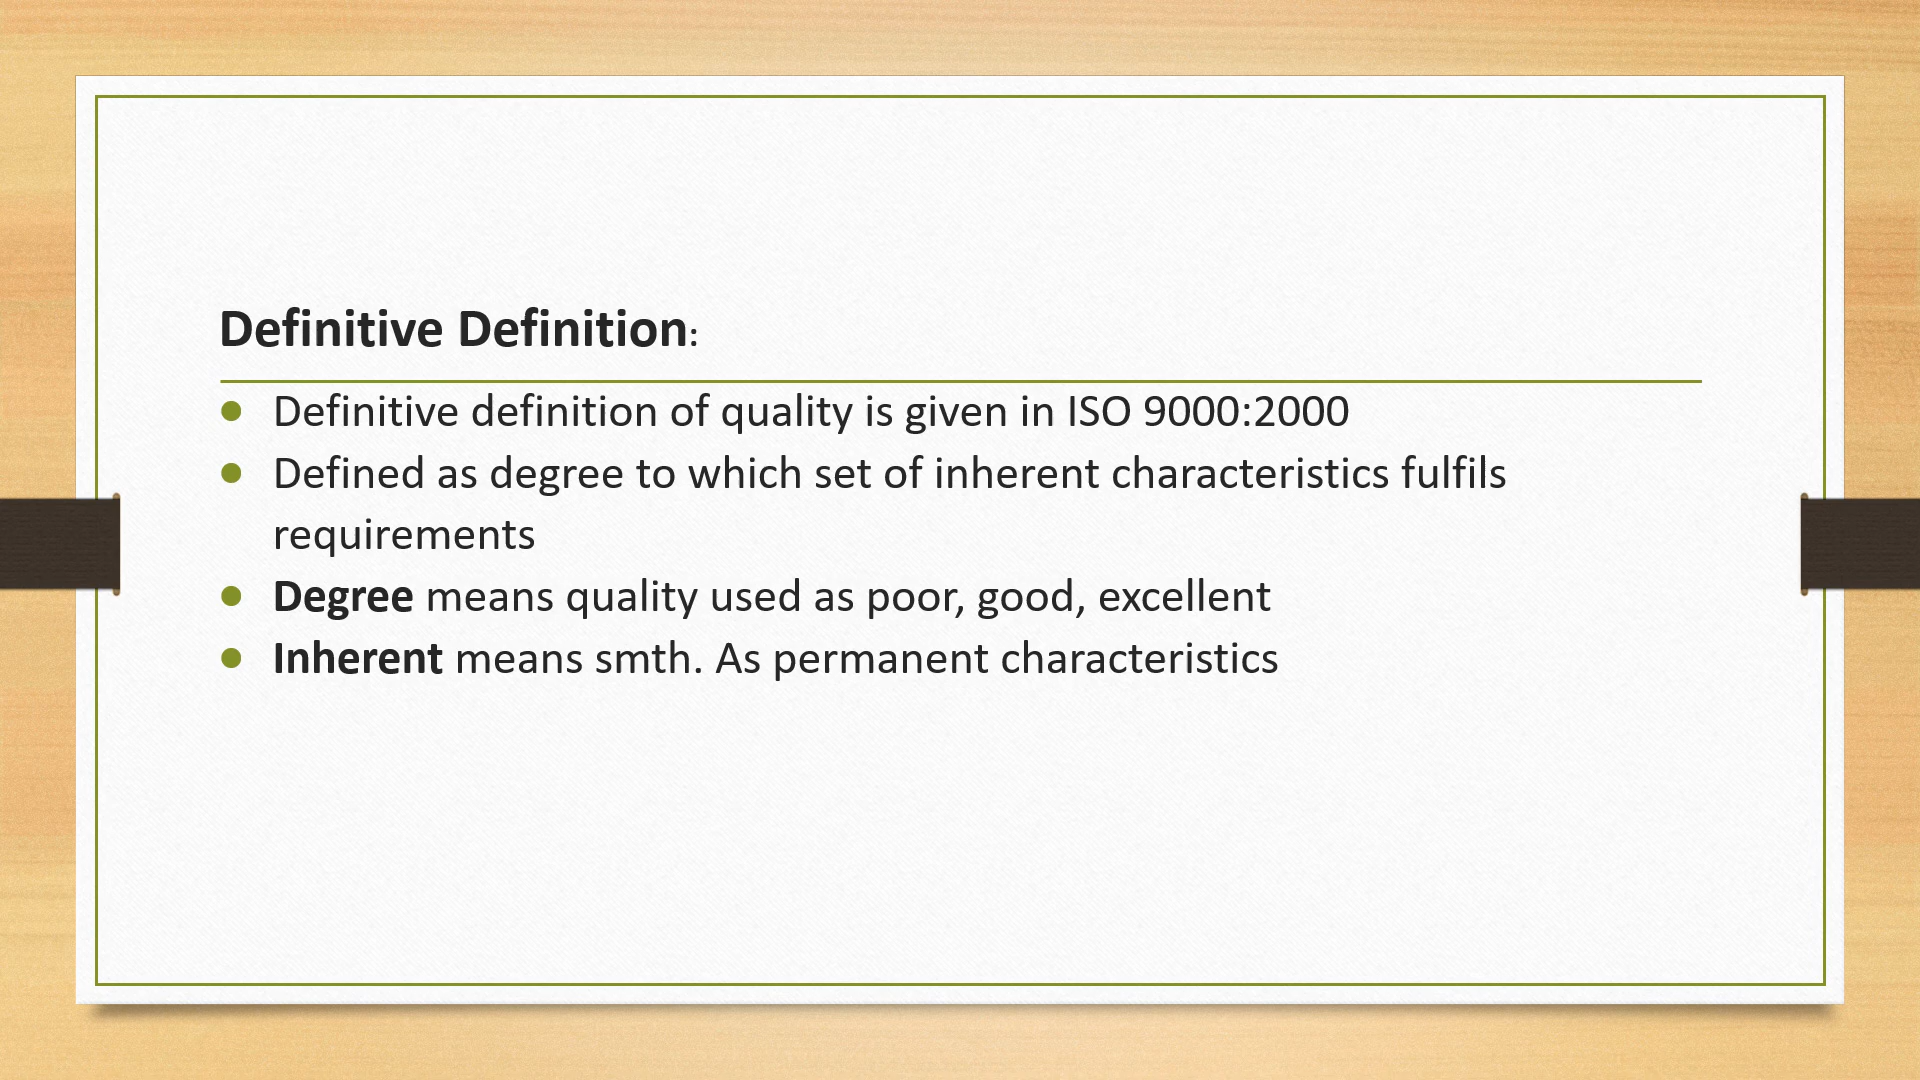 Definitive Definition:
Definitive definition of quality is given in ISO 9000:2000
Defined as degree to which set of inherent characteristics fulfils
requirements
Degree means quality used as poor, good, excellent
Inherent means smth. As permanent characteristics